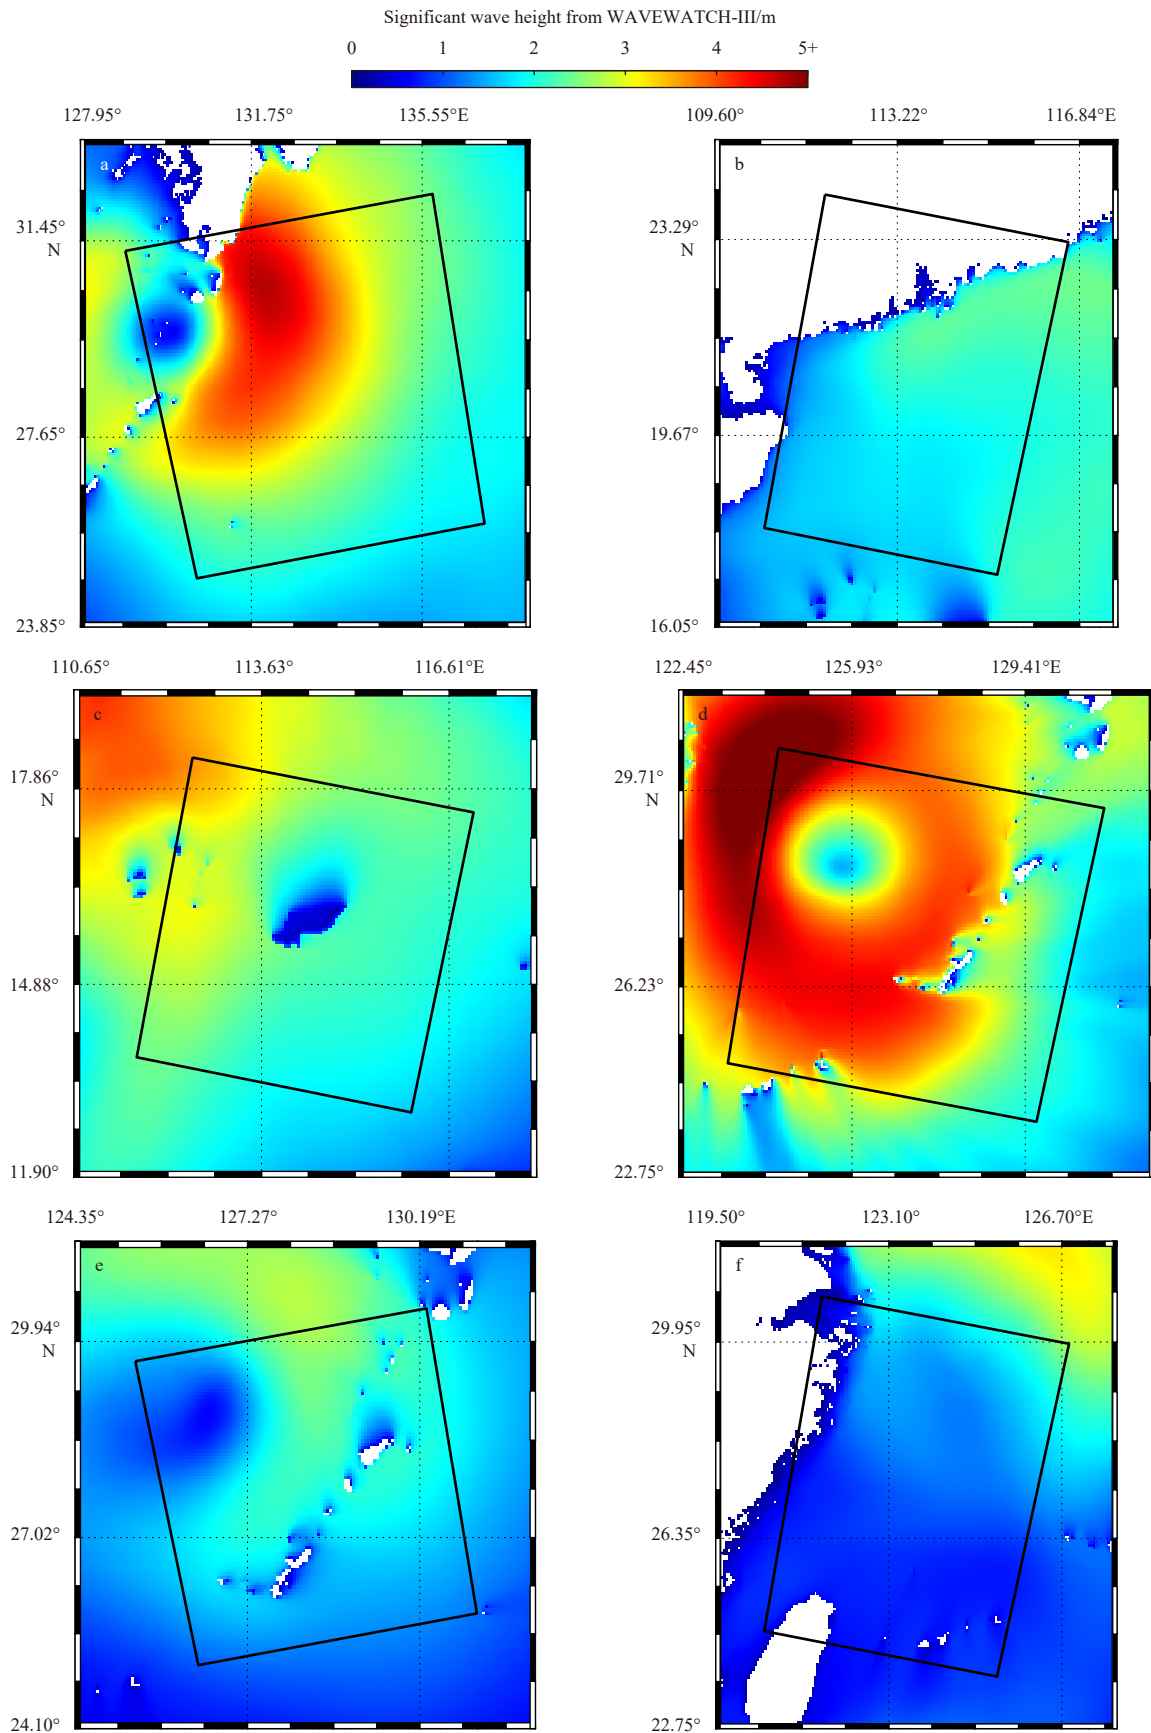 Significant wave height from WAVEWATCH-III/m
0 1 2 3 4 5+
127.95° 131.75° 135.55°E
a
31.45°
N
27.65°
23.85°
109.60° 113.22° 116.84°E
b
23.29°
N
19.67°
16.05°
110.65° 113.63° 116.61°E
c
17.86°
N
14.88°
11.90°
122.45° 125.93° 129.41°E
d
29.71°
N
26.23°
22.75°
124.35° 127.27° 130.19°E
e
29.94°
N
27.02°
24.10°
119.50° 123.10° 126.70°E
f
29.95°
N
26.35°
22.75°